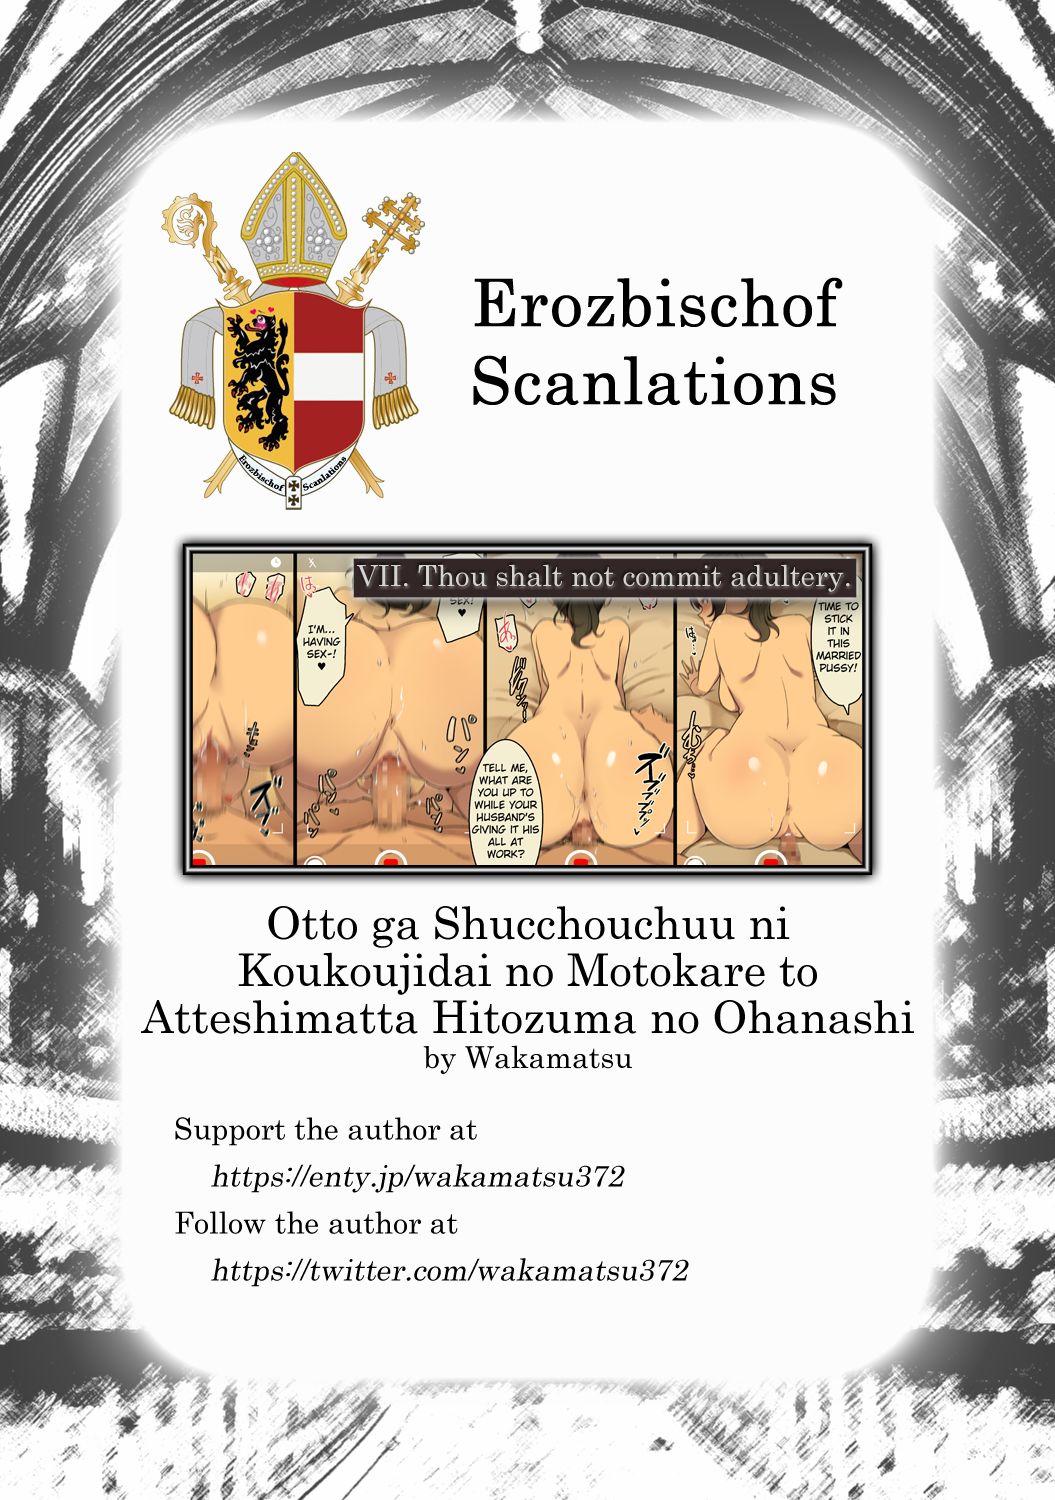 Erozbischof
Scanlations
Erozbischof Scanlations
VII. Thou shalt not commit adultery.
I'M...
HAVING
SEX-!
♥
SEX!
♥
TELL ME,
WHAT ARE
YOU UP TO
WHILE YOUR
HUSBAND'S
GIVING IT HIS
ALL AT
WORK?
TIME TO
STICK
IT IN
THIS
MARRIED
PUSSY!
Otto ga Shucchouchuu ni
Koukoujidai no Motokare to
Atteshimatta Hitozuma no Ohanashi
by Wakamatsu
Support the author at
https://enty.jp/wakamatsu372
Follow the author at
https://twitter.com/wakamatsu372